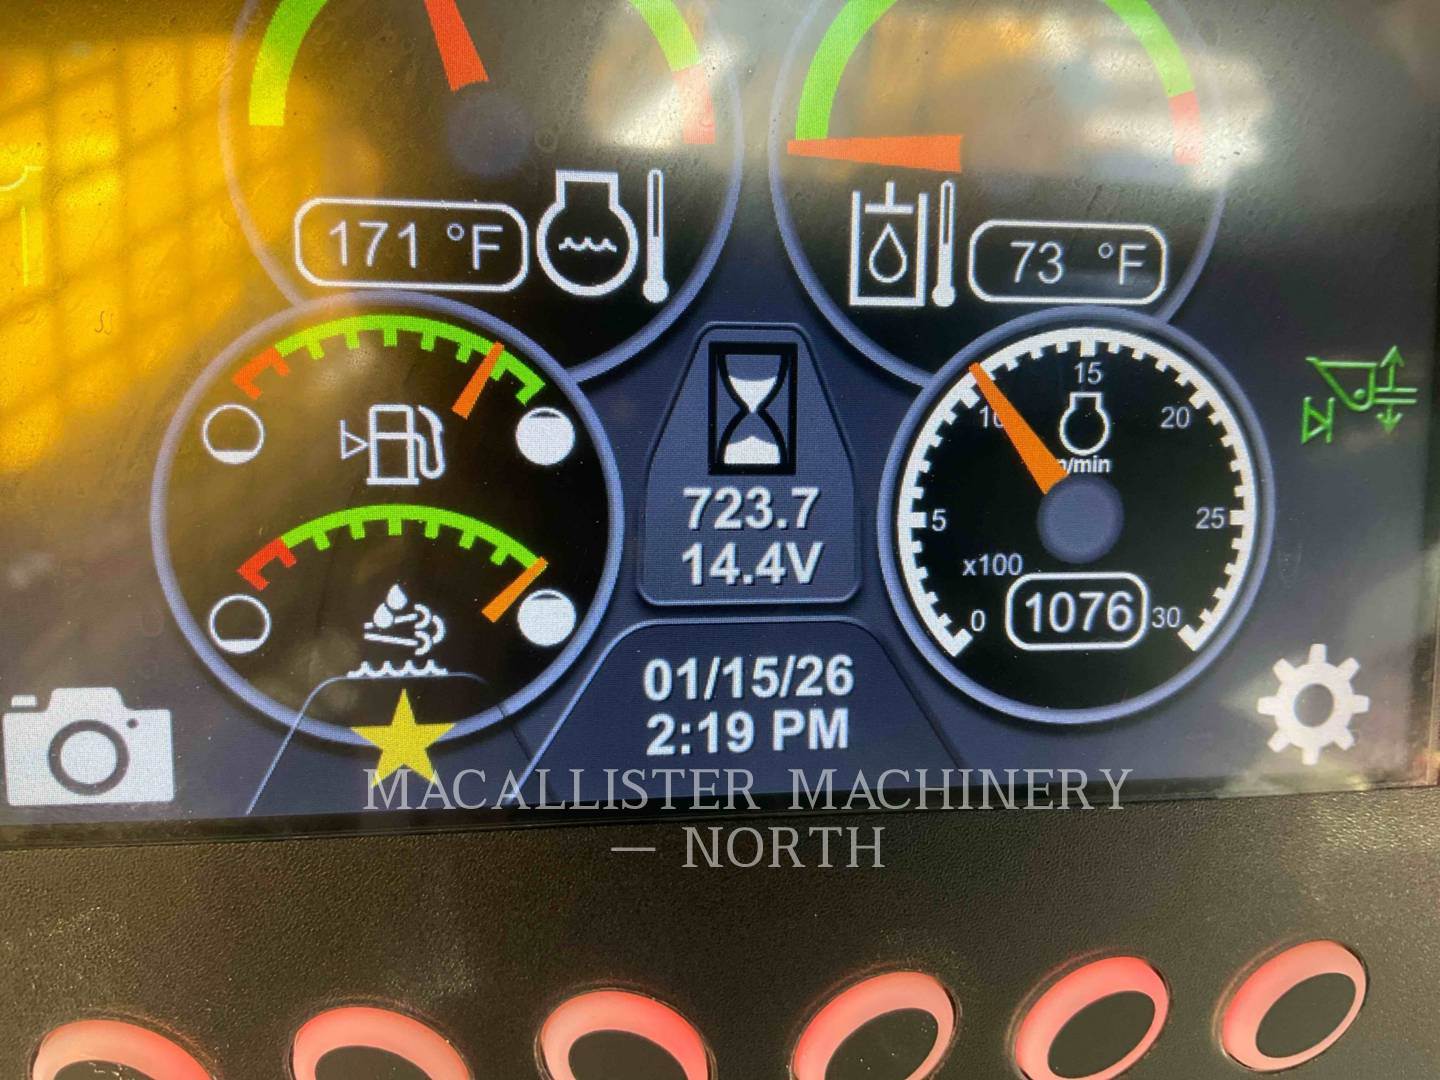 171 °F
73 °F
15
10
20
/min
5
25
x100
0
1076
30
723.7
14.4V
01/15/26
2:19 PM
MACALLISTER MACHINERY
— NORTH